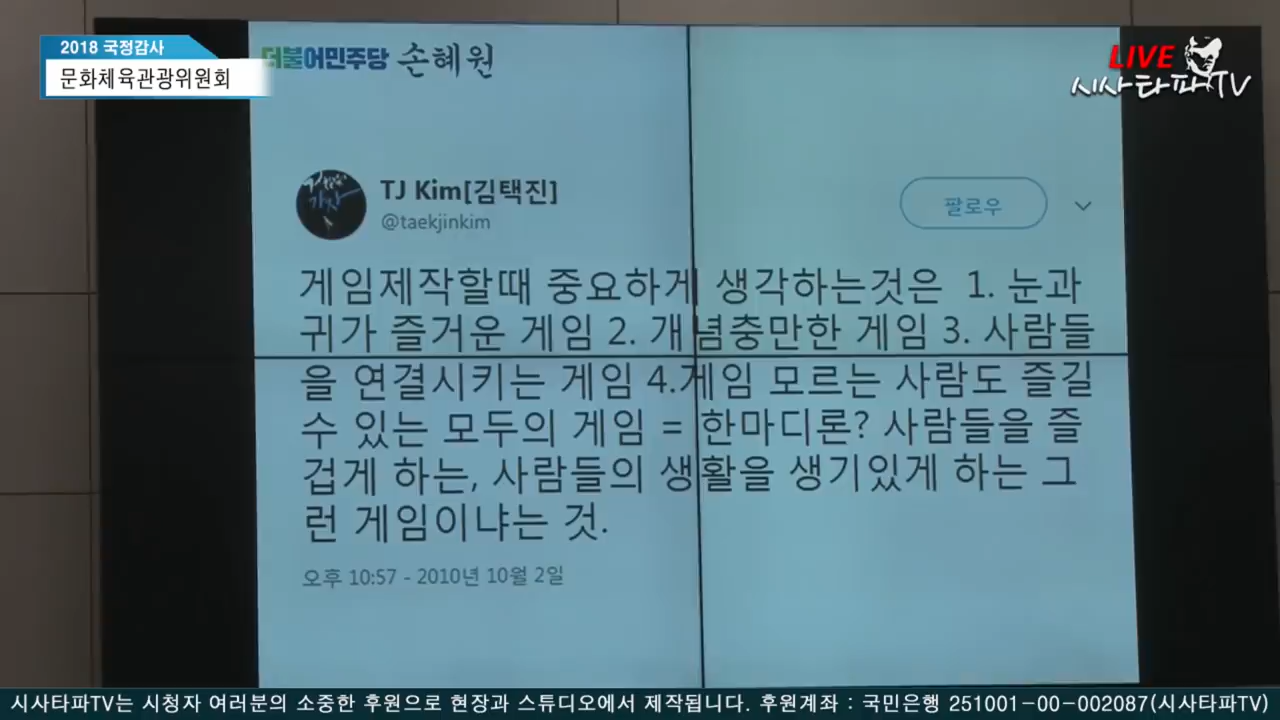 2018 국정감사
문화체육관광위원회
더불어민주당 손혜원
LIVE
시사타파TV
TJ Kim[김택진]
@taekjinkim
팔로우
게임제작할때 중요하게 생각하는것은 1. 눈과
귀가 즐거운 게임 2. 개념충만한 게임 3. 사람들
을 연결시키는 게임 4.게임 모르는 사람도 즐길
수 있는 모두의 게임 = 한마디론? 사람들을 즐
겁게 하는, 사람들의 생활을 생기있게 하는 그
런 게임이냐는 것.
오후 10:57 - 2010년 10월 2일
시사타파TV는 시청자 여러분의 소중한 후원으로 현장과 스튜디오에서 제작됩니다. 후원계좌 : 국민은행 251001-00-002087(시사타파TV)